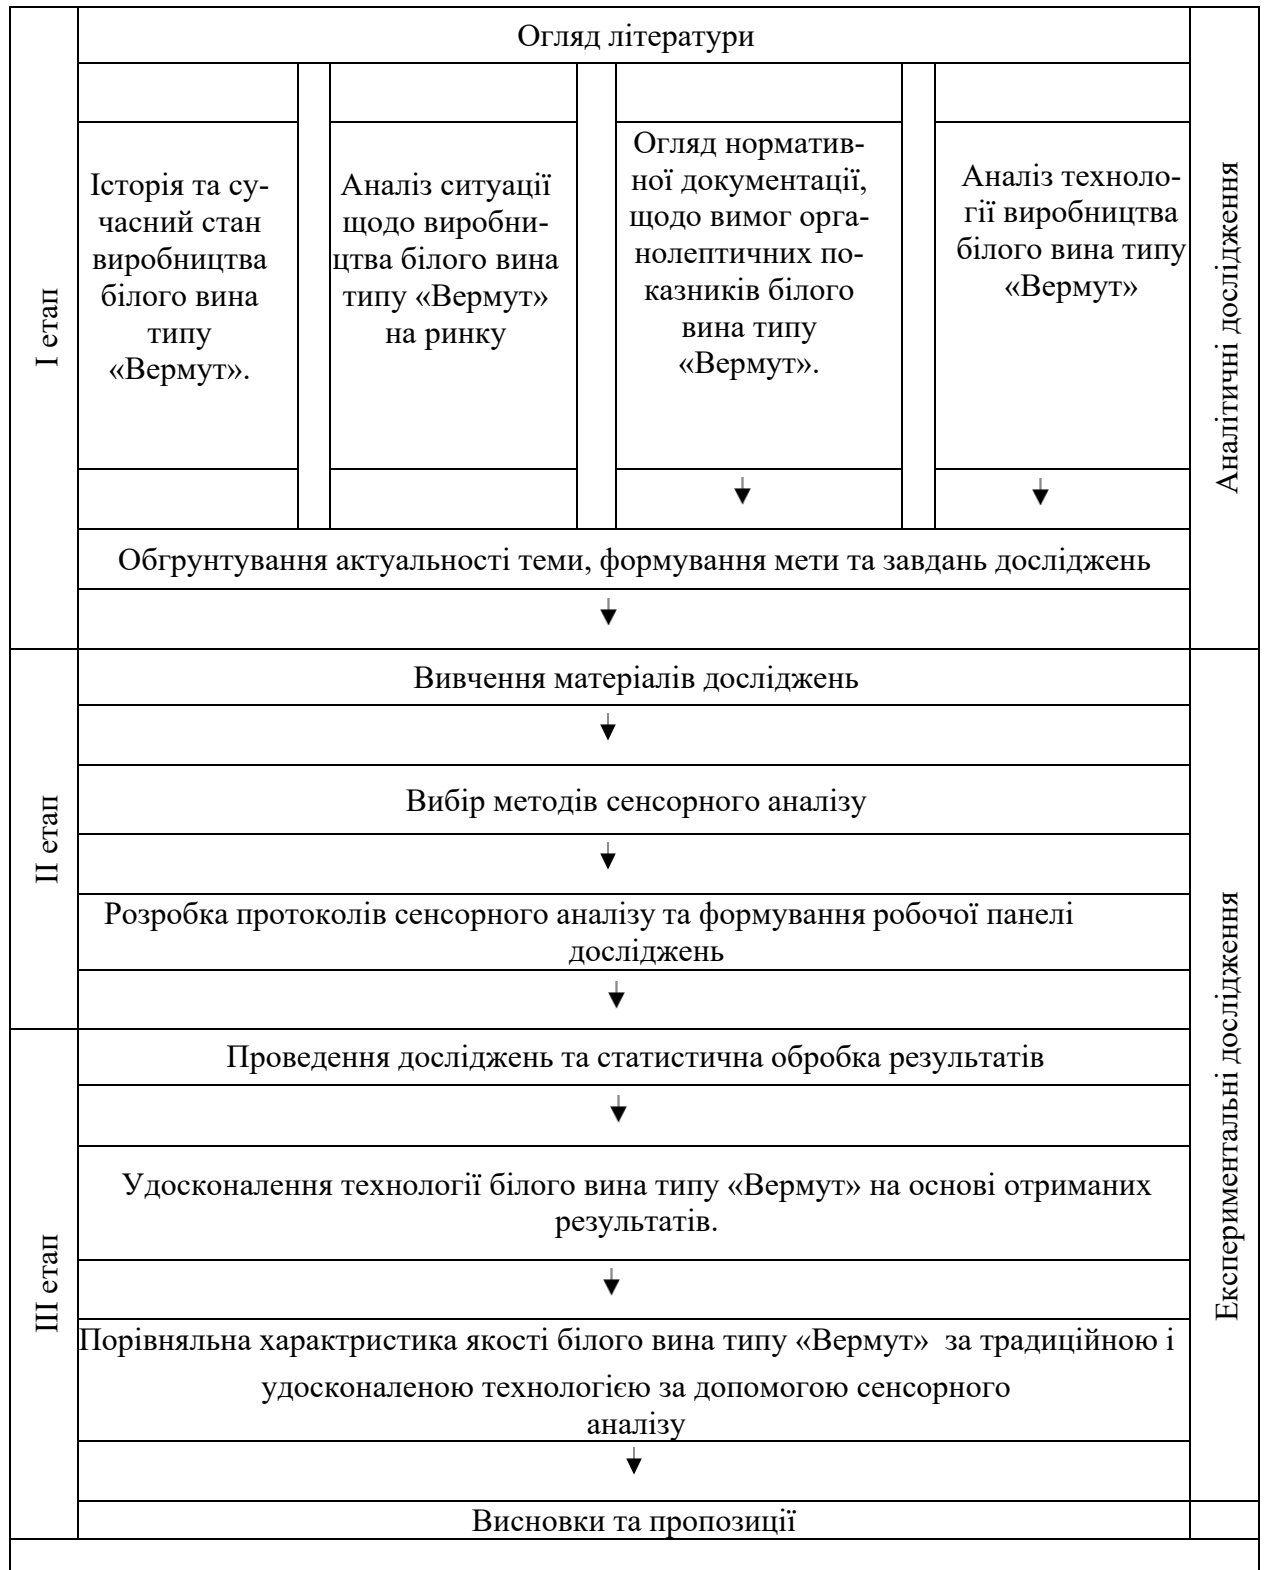 Огляд літератури
І етап
Історія та су-
часний стан
виробництва
білого вина
типу
«Вермут».
Аналіз ситуації
щодо виробни-
цтва білого вина
типу «Вермут»
на ринку
Огляд норматив-
ної документації,
щодо вимог орга-
нолептичних по-
казників білого
вина типу
«Вермут».
Аналіз техноло-
гії виробництва
білого вина типу
«Вермут»
Аналітичні дослідження
Обгрунтування актуальності теми, формування мети та завдань досліджень
ІІ етап
Вивчення матеріалів досліджень
Вибір методів сенсорного аналізу
Розробка протоколів сенсорного аналізу та формування робочої панелі
досліджень
Експериментальні дослідження
ІІІ етап
Проведення досліджень та статистична обробка результатів
Удосконалення технології білого вина типу «Вермут» на основі отриманих
результатів.
Порівняльна характристика якості білого вина типу «Вермут» за традиційною і
удосконаленою технологією за допомогою сенсорного
аналізу
Висновки та пропозиції